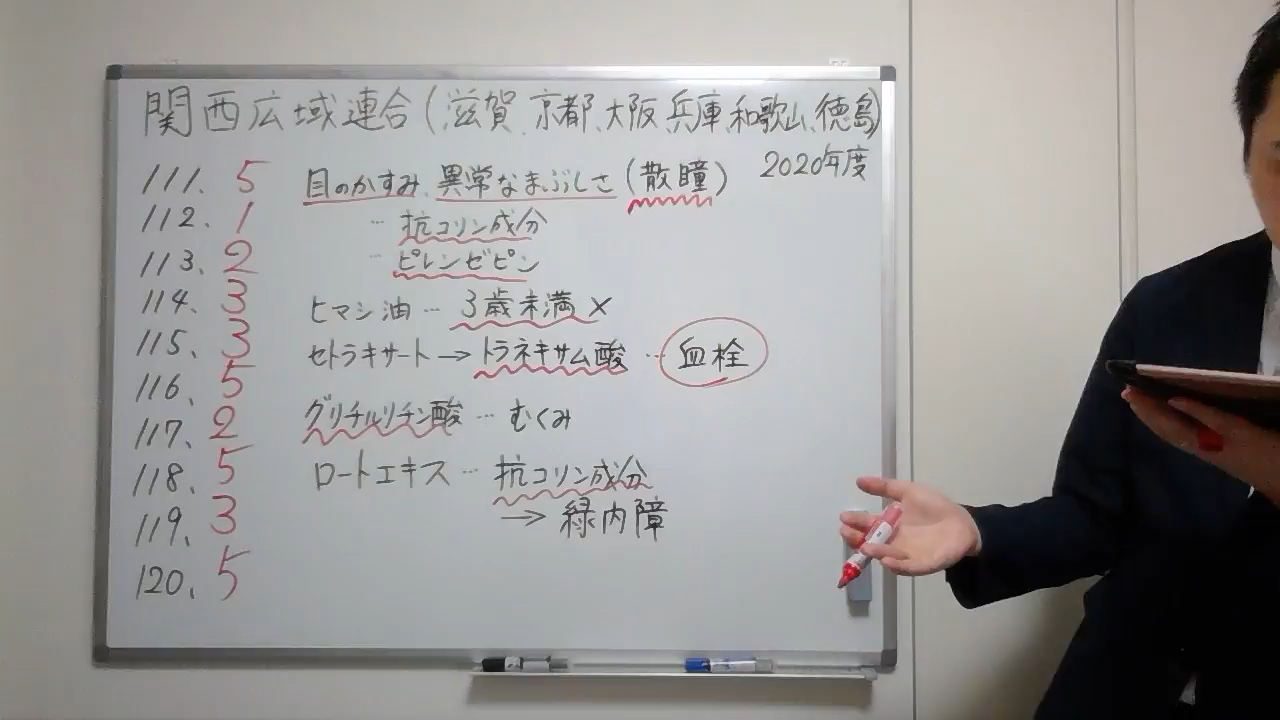 関西広域連合(滋賀、京都、大阪、兵庫、和歌山、徳島)
2020年度
111. 5 目のかすみ、異常なまぶしさ(散瞳)
112. 1 … 抗コリン成分
113. 2 … ピレンゼピン
114. 3 ヒマシ油 … 3歳未満×
115. 3 セトラキサート→トラネキサム酸 … 血栓
116. 5
117. 2 グリチルリチン酸 … むくみ
118. 5 ロートエキス … 抗コリン成分
119. 3 → 緑内障
120. 5